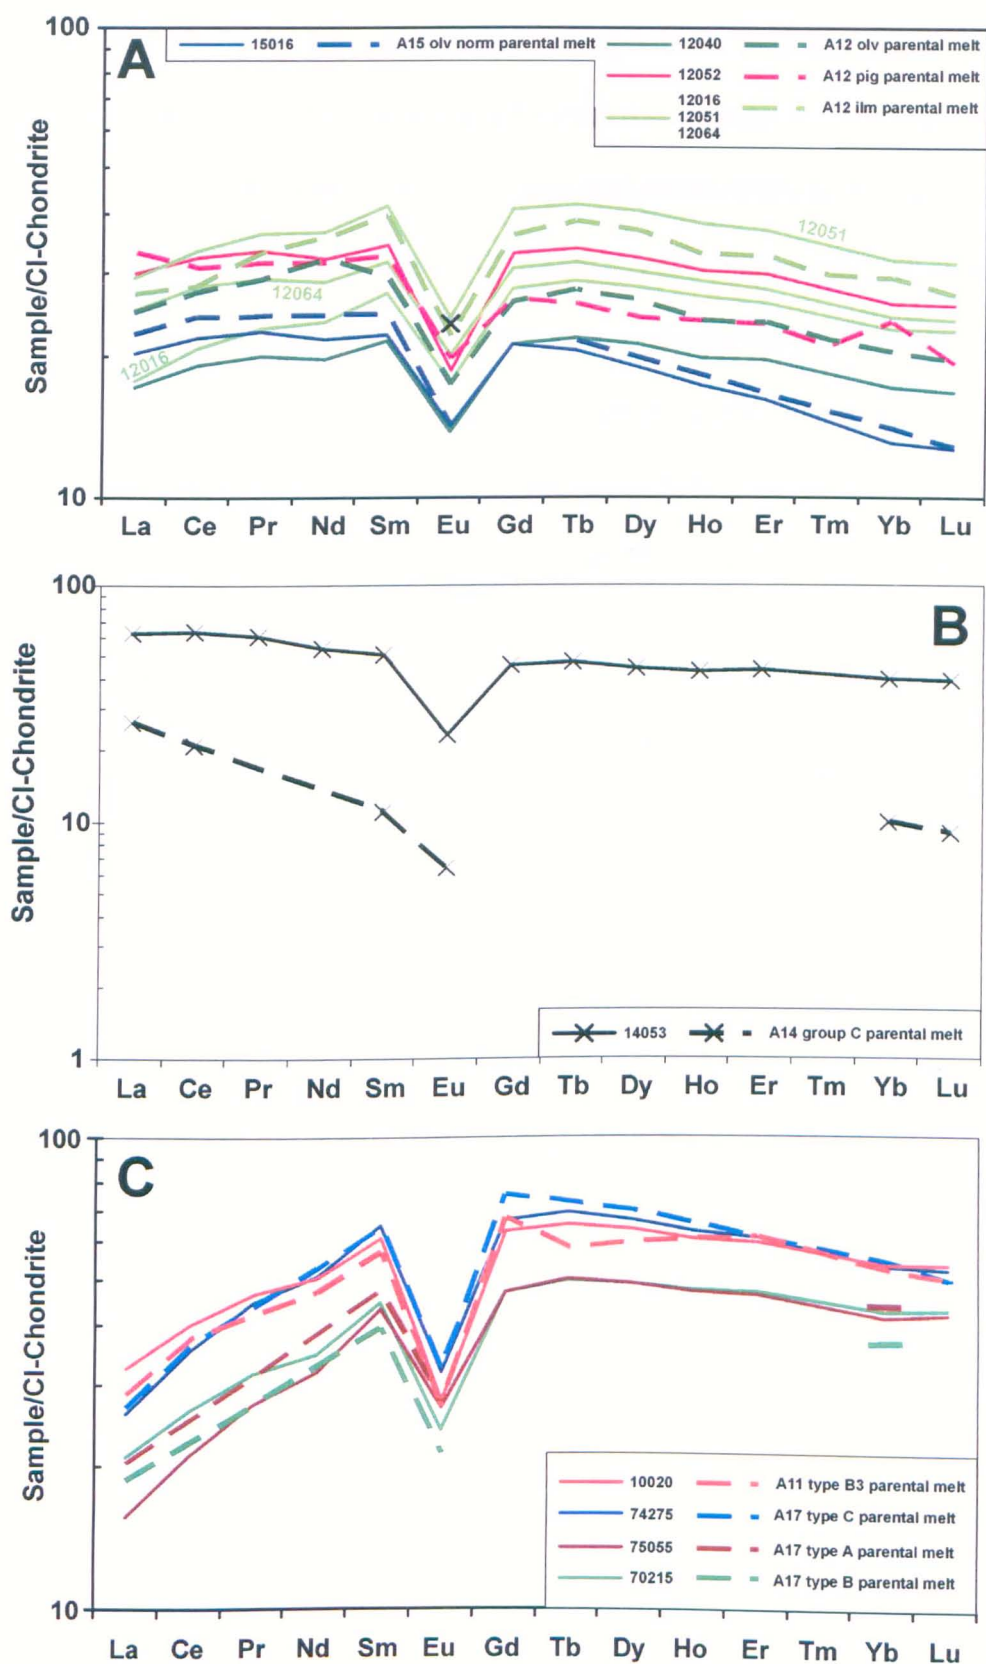 100
A
15016
A15 olv norm parental melt
12040
A12 olv parental melt
12052
A12 pig parental melt
12016
12051
12064
A12 ilm parental melt
Sample/CI-Chondrite
12051
12064
12016
10
La Ce Pr Nd Sm Eu Gd Tb Dy Ho Er Tm Yb Lu
100
B
Sample/CI-Chondrite
10
14053
A14 group C parental melt
1
La Ce Pr Nd Sm Eu Gd Tb Dy Ho Er Tm Yb Lu
100
C
Sample/CI-Chondrite
10020
A11 type B3 parental melt
74275
A17 type C parental melt
75055
A17 type A parental melt
70215
A17 type B parental melt
10
La Ce Pr Nd Sm Eu Gd Tb Dy Ho Er Tm Yb Lu